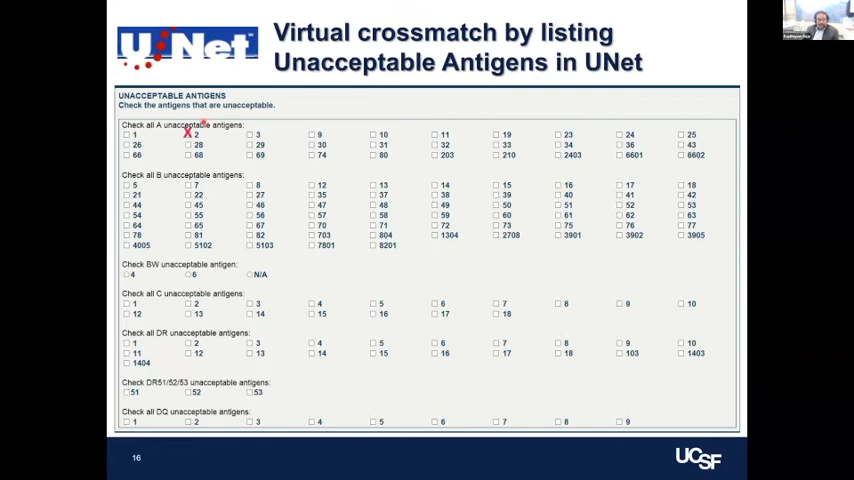 U Net
Virtual crossmatch by listing
Unacceptable Antigens in UNet
UNACCEPTABLE ANTIGENS
Check the antigens that are unacceptable.
Check all A unacceptable antigens:
1 X 2 3 9 10 11 19 23 24 25
26 28 29 30 31 32 33 34 36 43
66 68 69 74 80 203 210 2403 6601 6602
Check all B unacceptable antigens:
5 7 8 12 13 14 15 16 17 18
21 22 27 35 37 38 39 40 41 42
44 45 46 47 48 49 50 51 52 53
54 55 56 57 58 59 60 61 62 63
64 65 67 70 71 72 73 75 76 77
78 81 82 703 804 1304 2708 3901 3902 3905
4005 5102 5103 7801 8201
Check BW unacceptable antigen:
4 6 N/A
Check all C unacceptable antigens:
1 2 3 4 5 6 7 8 9 10
12 13 14 15 16 17 18
Check all DR unacceptable antigens:
1 2 3 4 5 6 7 8 9 10
11 12 13 14 15 16 17 18 103 1403
1404
Check DR51/52/53 unacceptable antigens:
51 52 53
Check all DQ unacceptable antigens:
1 2 3 4 5 6 7 8 9
16
UCSF